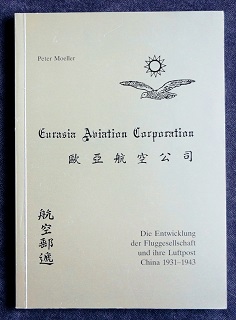 Peter Moeller
Eurasia Aviation Corporation
歐亞航空公司
航空郵遞
Die Entwicklung
der Fluggesellschaft
und ihre Luftpost
China 1931–1943